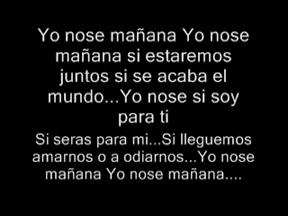 Yo nose mañana Yo nose
mañana si estaremos
juntos si se acaba el
mundo...Yo nose si soy
para ti
Si seras para mi...Si lleguemos
amarnos o a odiarnos...Yo nose
mañana Yo nose mañana....